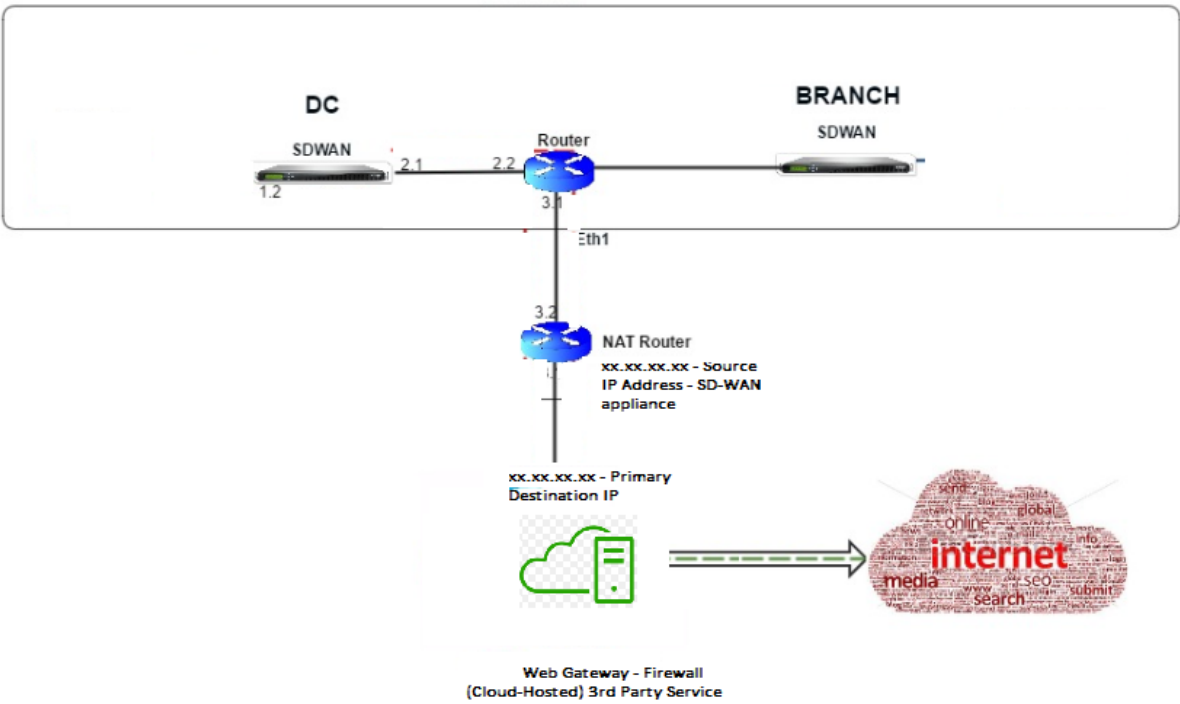 DC
BRANCH
SDWAN
Router
SDWAN
2.1
2.2
1.2
3.1
Eth1
3.2
NAT Router
xx.xx.xx.xx - Source
IP Address - SD-WAN
appliance
xx.xx.xx.xx - Primary
Destination IP
send
global
online
info
internet
media
seo
www
search
submit
Web Gateway - Firewall
(Cloud-Hosted) 3rd Party Service